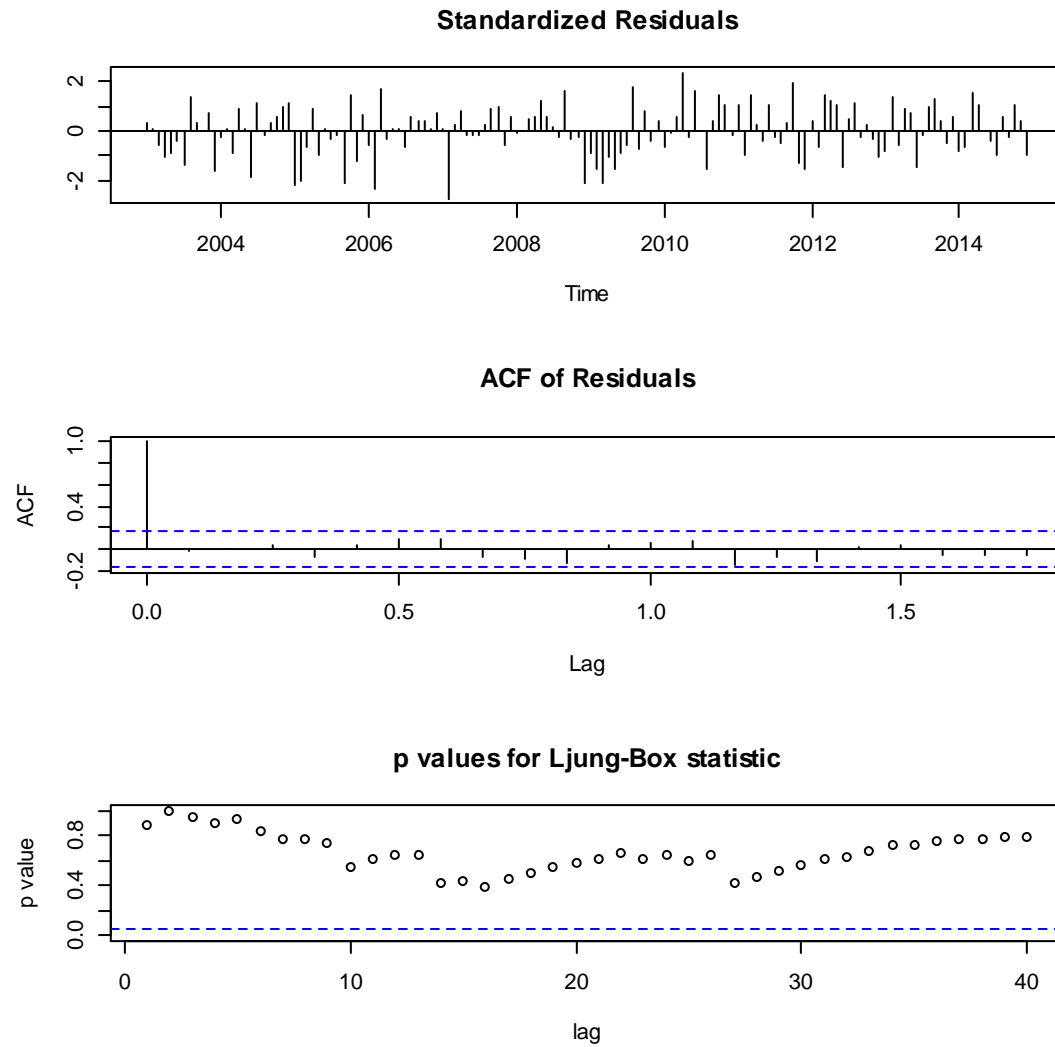 Standardized Residuals
2
0
-2
2004 2006 2008 2010 2012 2014
Time
ACF of Residuals
ACF
1.0
0.4
-0.2
0.0 0.5 1.0 1.5
Lag
p values for Ljung-Box statistic
p value
0.8
0.4
0.0
0 10 20 30 40
lag